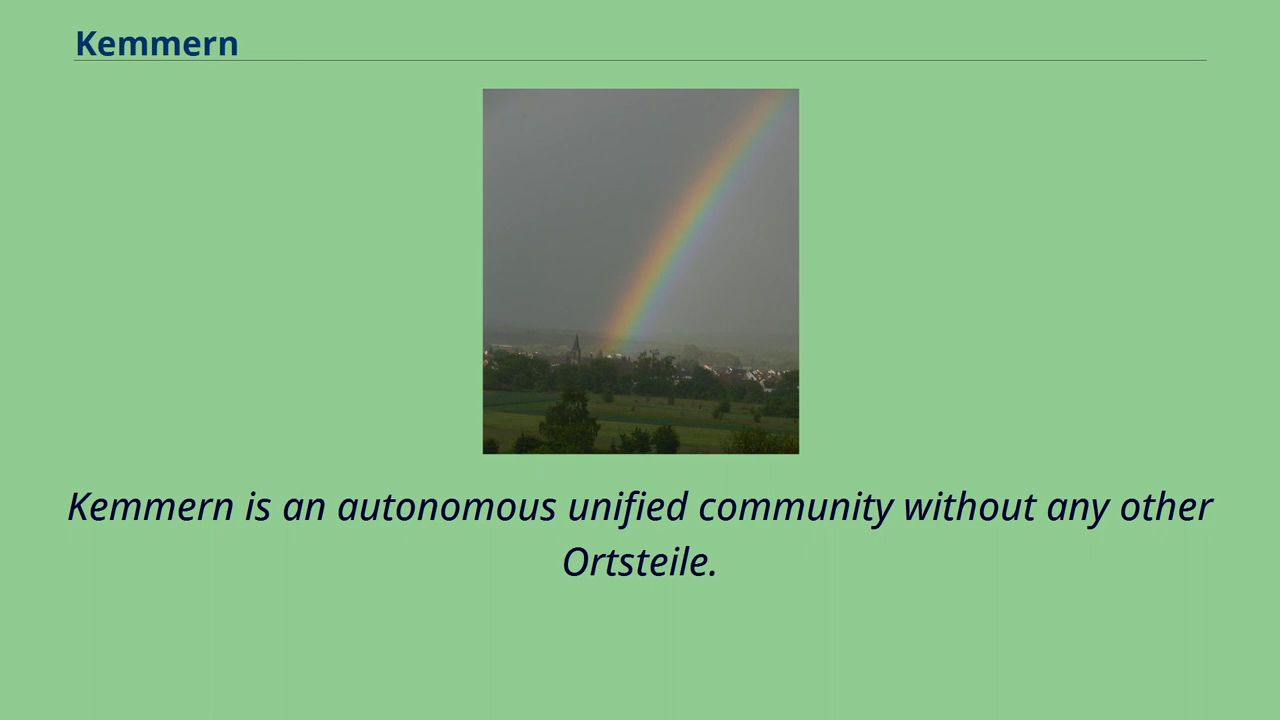 Kemmern
Kemmern is an autonomous unified community without any other
Ortsteile.